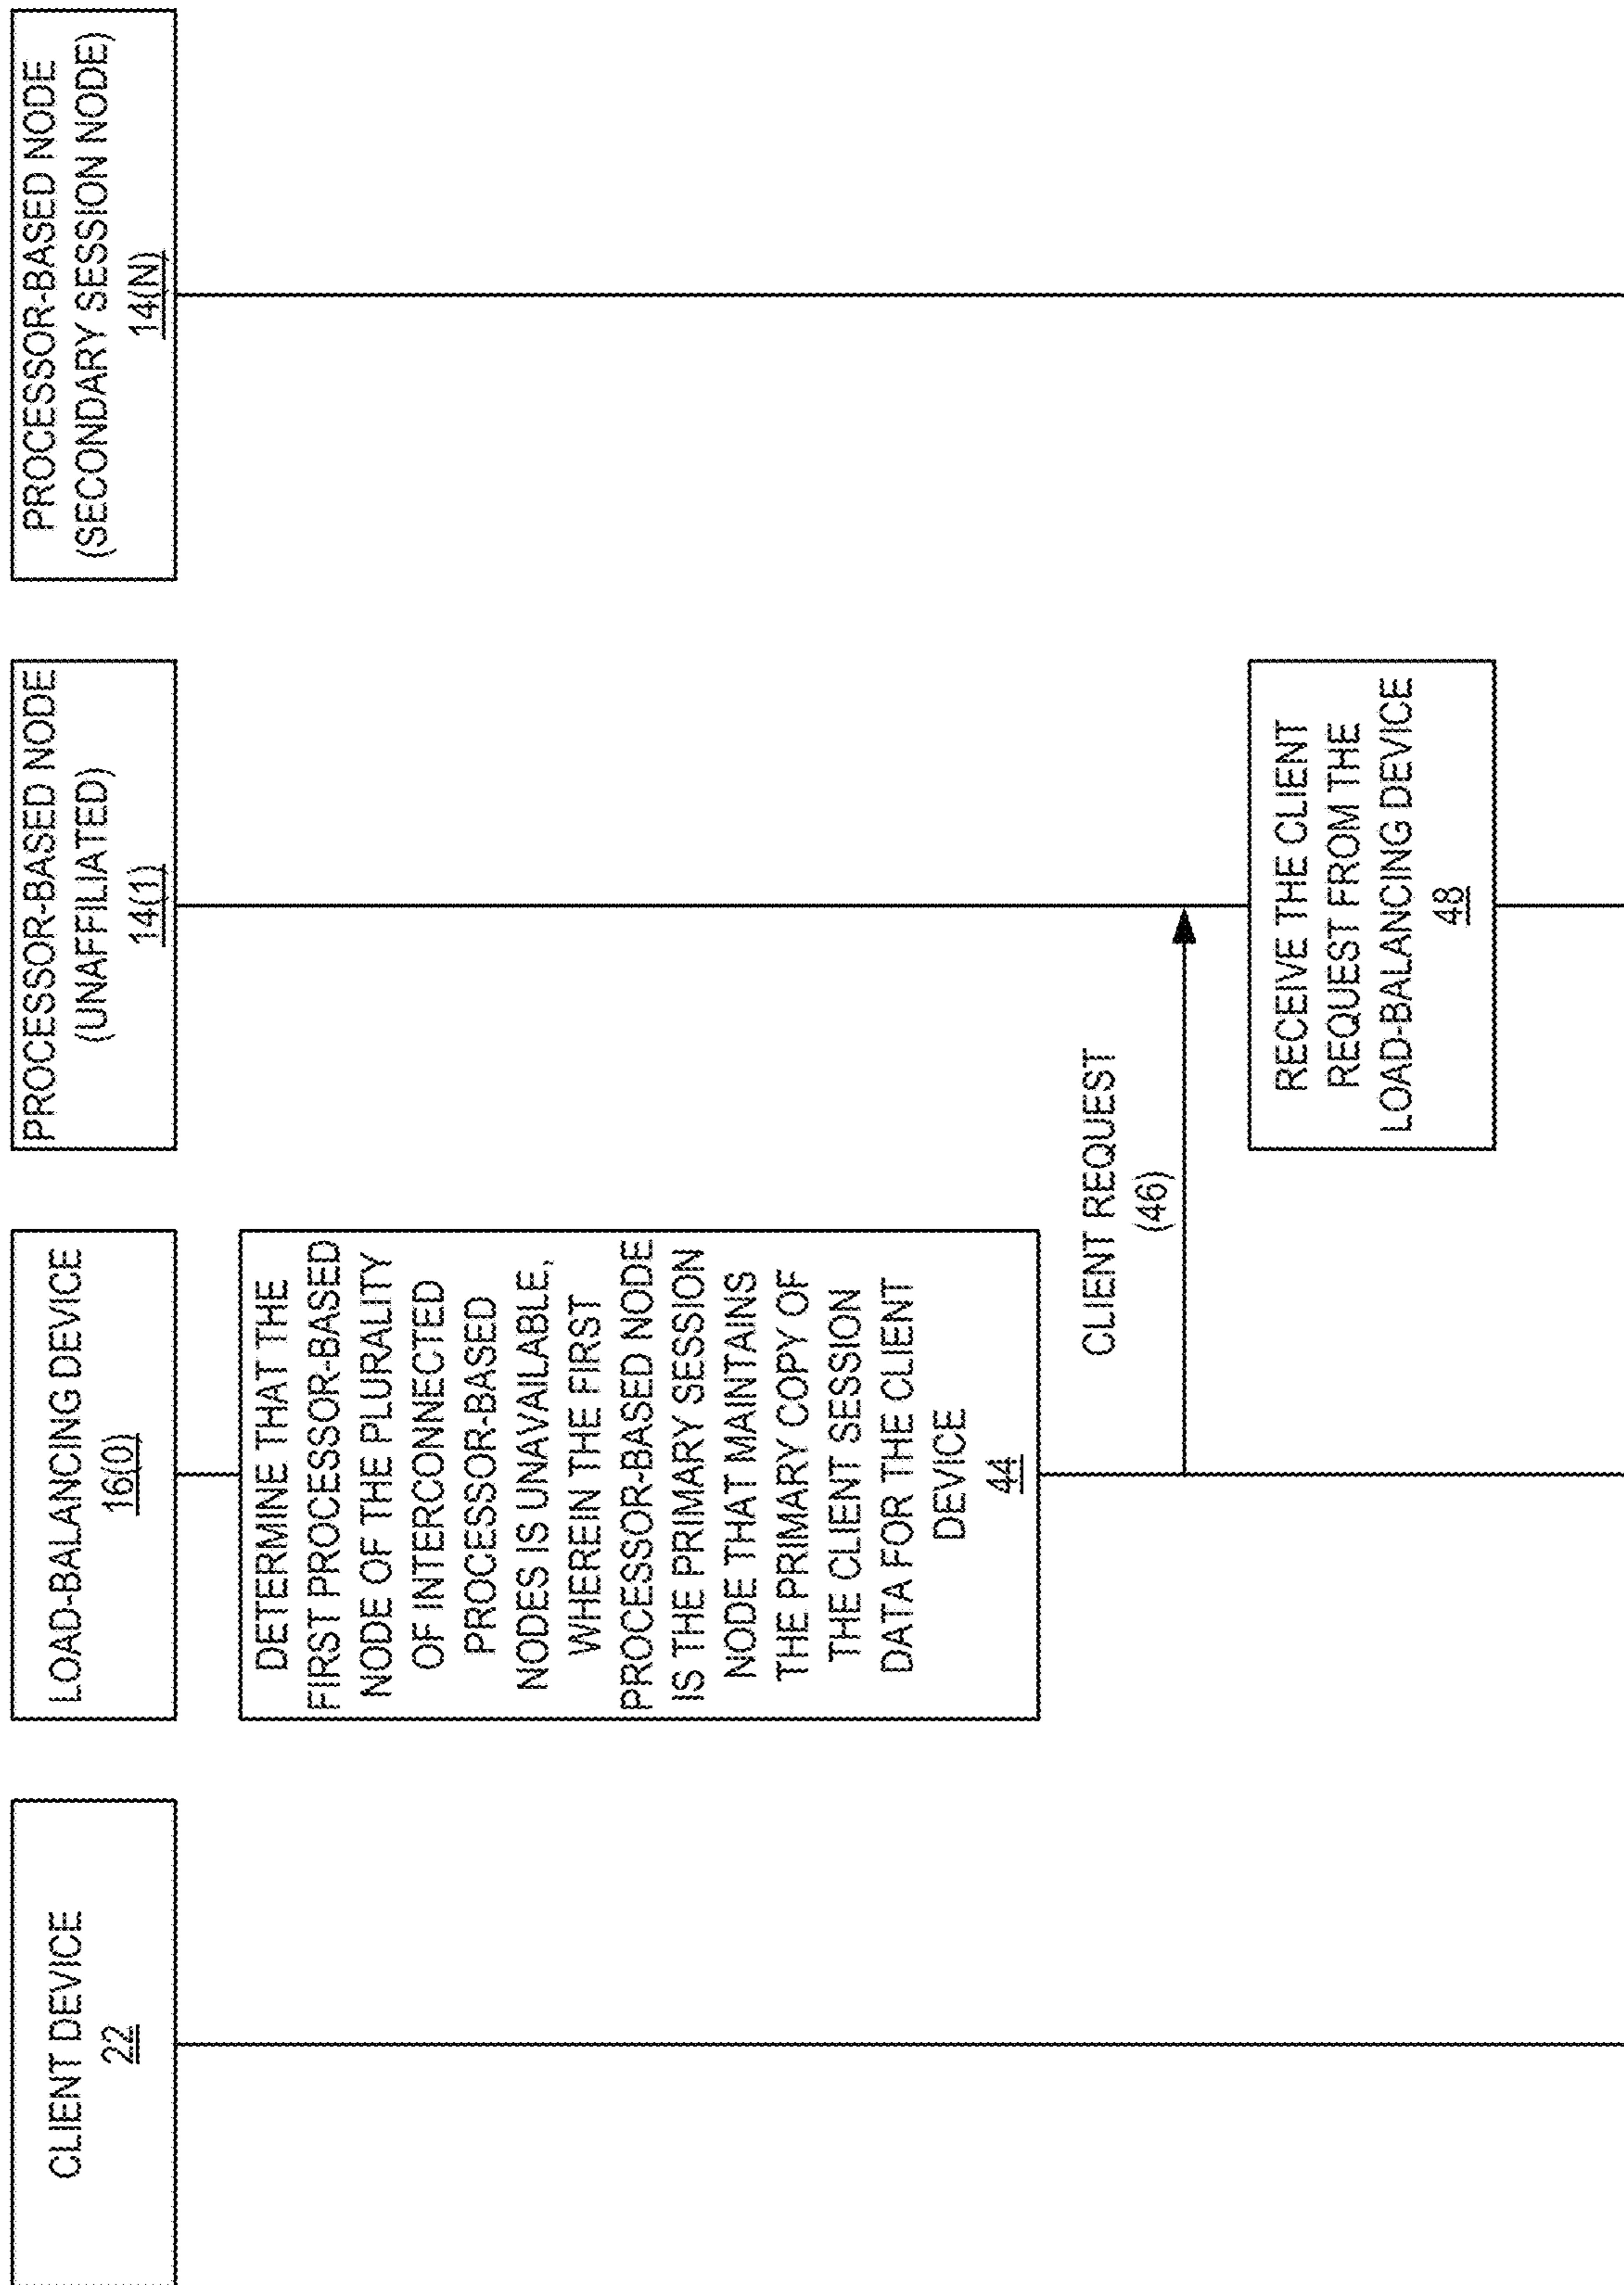 CLIENT DEVICE
22
LOAD-BALANCING DEVICE
16(0)
PROCESSOR-BASED NODE
(UNAFFILIATED)
14(1)
PROCESSOR-BASED NODE
(SECONDARY SESSION NODE)
14(N)
DETERMINE THAT THE
FIRST PROCESSOR-BASED
NODE OF THE PLURALITY
OF INTERCONNECTED
PROCESSOR-BASED
NODES IS UNAVAILABLE,
WHEREIN THE FIRST
PROCESSOR-BASED NODE
IS THE PRIMARY SESSION
NODE THAT MAINTAINS
THE PRIMARY COPY OF
THE CLIENT SESSION
DATA FOR THE CLIENT
DEVICE
44
CLIENT REQUEST
(46)
RECEIVE THE CLIENT
REQUEST FROM THE
LOAD-BALANCING DEVICE
48